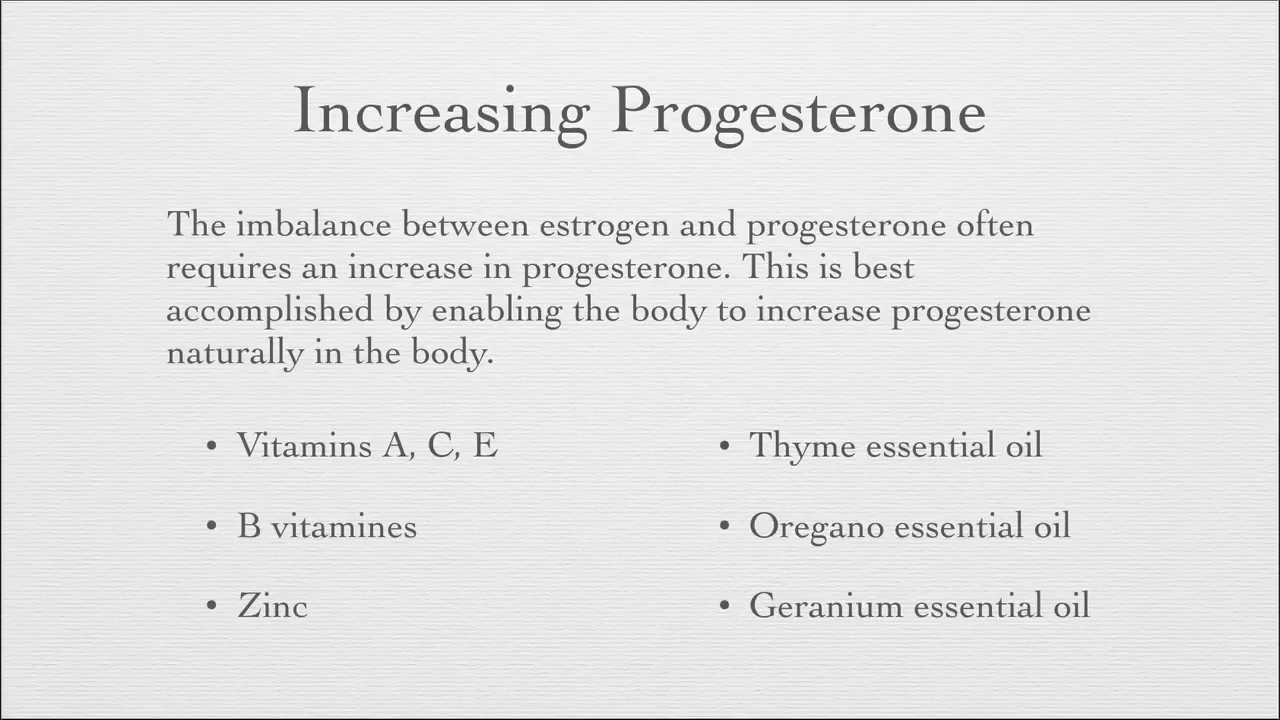 Increasing Progesterone
The imbalance between estrogen and progesterone often
requires an increase in progesterone. This is best
accomplished by enabling the body to increase progesterone
naturally in the body.
• Vitamins A, C, E
• B vitamines
• Zinc
• Thyme essential oil
• Oregano essential oil
• Geranium essential oil